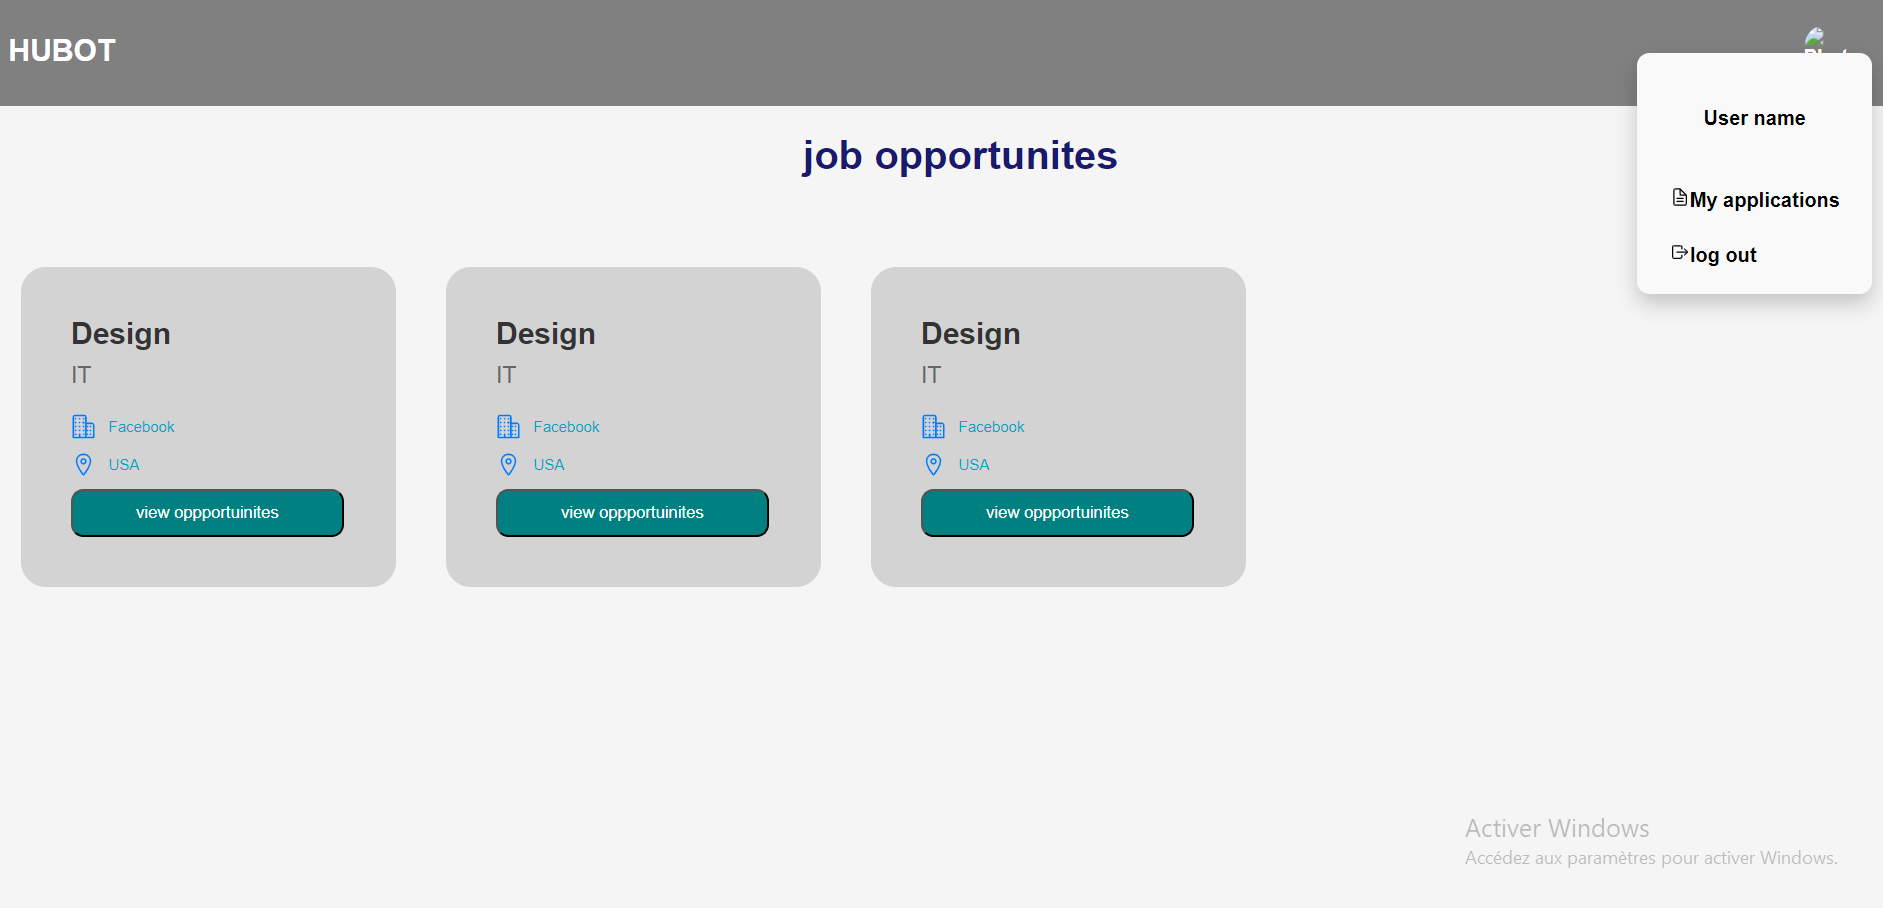 HUBOT
User name
My applications
log out
job opportunites
Design
IT
Facebook
USA
view oppportuinites
Design
IT
Facebook
USA
view oppportuinites
Design
IT
Facebook
USA
view oppportuinites
Activer Windows
Accédez aux paramètres pour activer Windows.